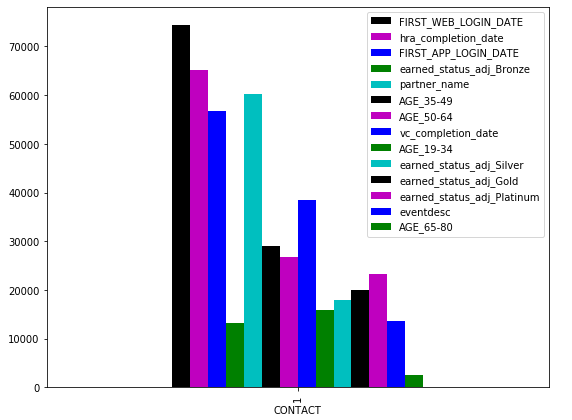 FIRST_WEB_LOGIN_DATE
hra_completion_date
FIRST_APP_LOGIN_DATE
earned_status_adj_Bronze
partner_name
AGE_35-49
AGE_50-64
vc_completion_date
AGE_19-34
earned_status_adj_Silver
earned_status_adj_Gold
earned_status_adj_Platinum
eventdesc
AGE_65-80
70000
60000
50000
40000
30000
20000
10000
0
1
CONTACT